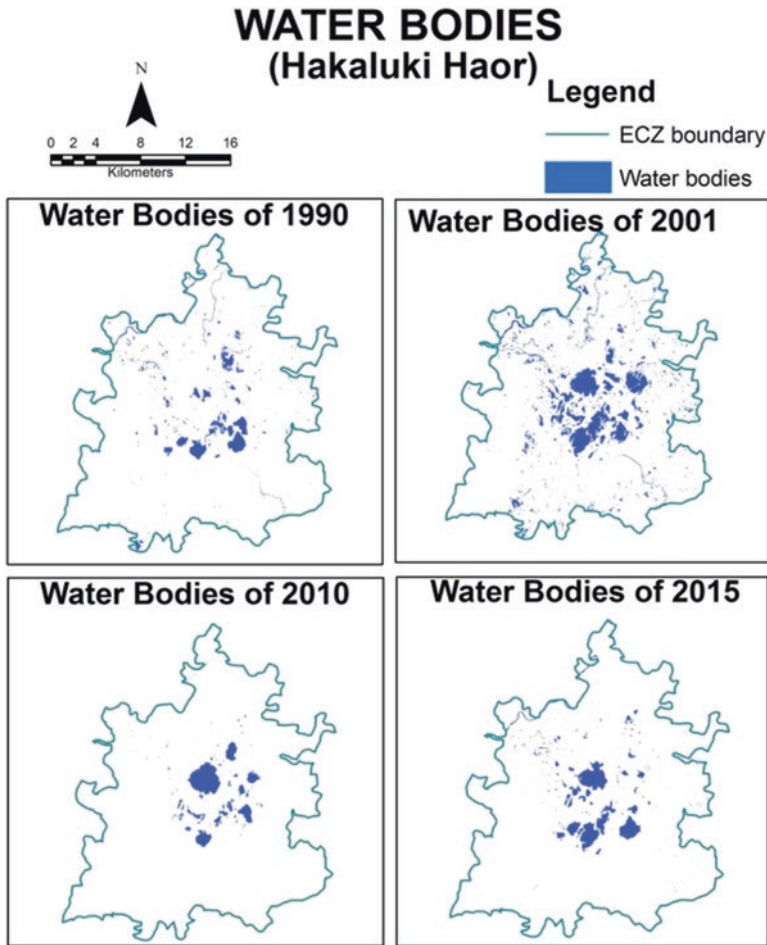 WATER BODIES
(Hakaluki Haor)
N
0 2 4 8 12 16
Kilometers
Legend
ECZ boundary
Water bodies
Water Bodies of 1990
Water Bodies of 2001
Water Bodies of 2010
Water Bodies of 2015